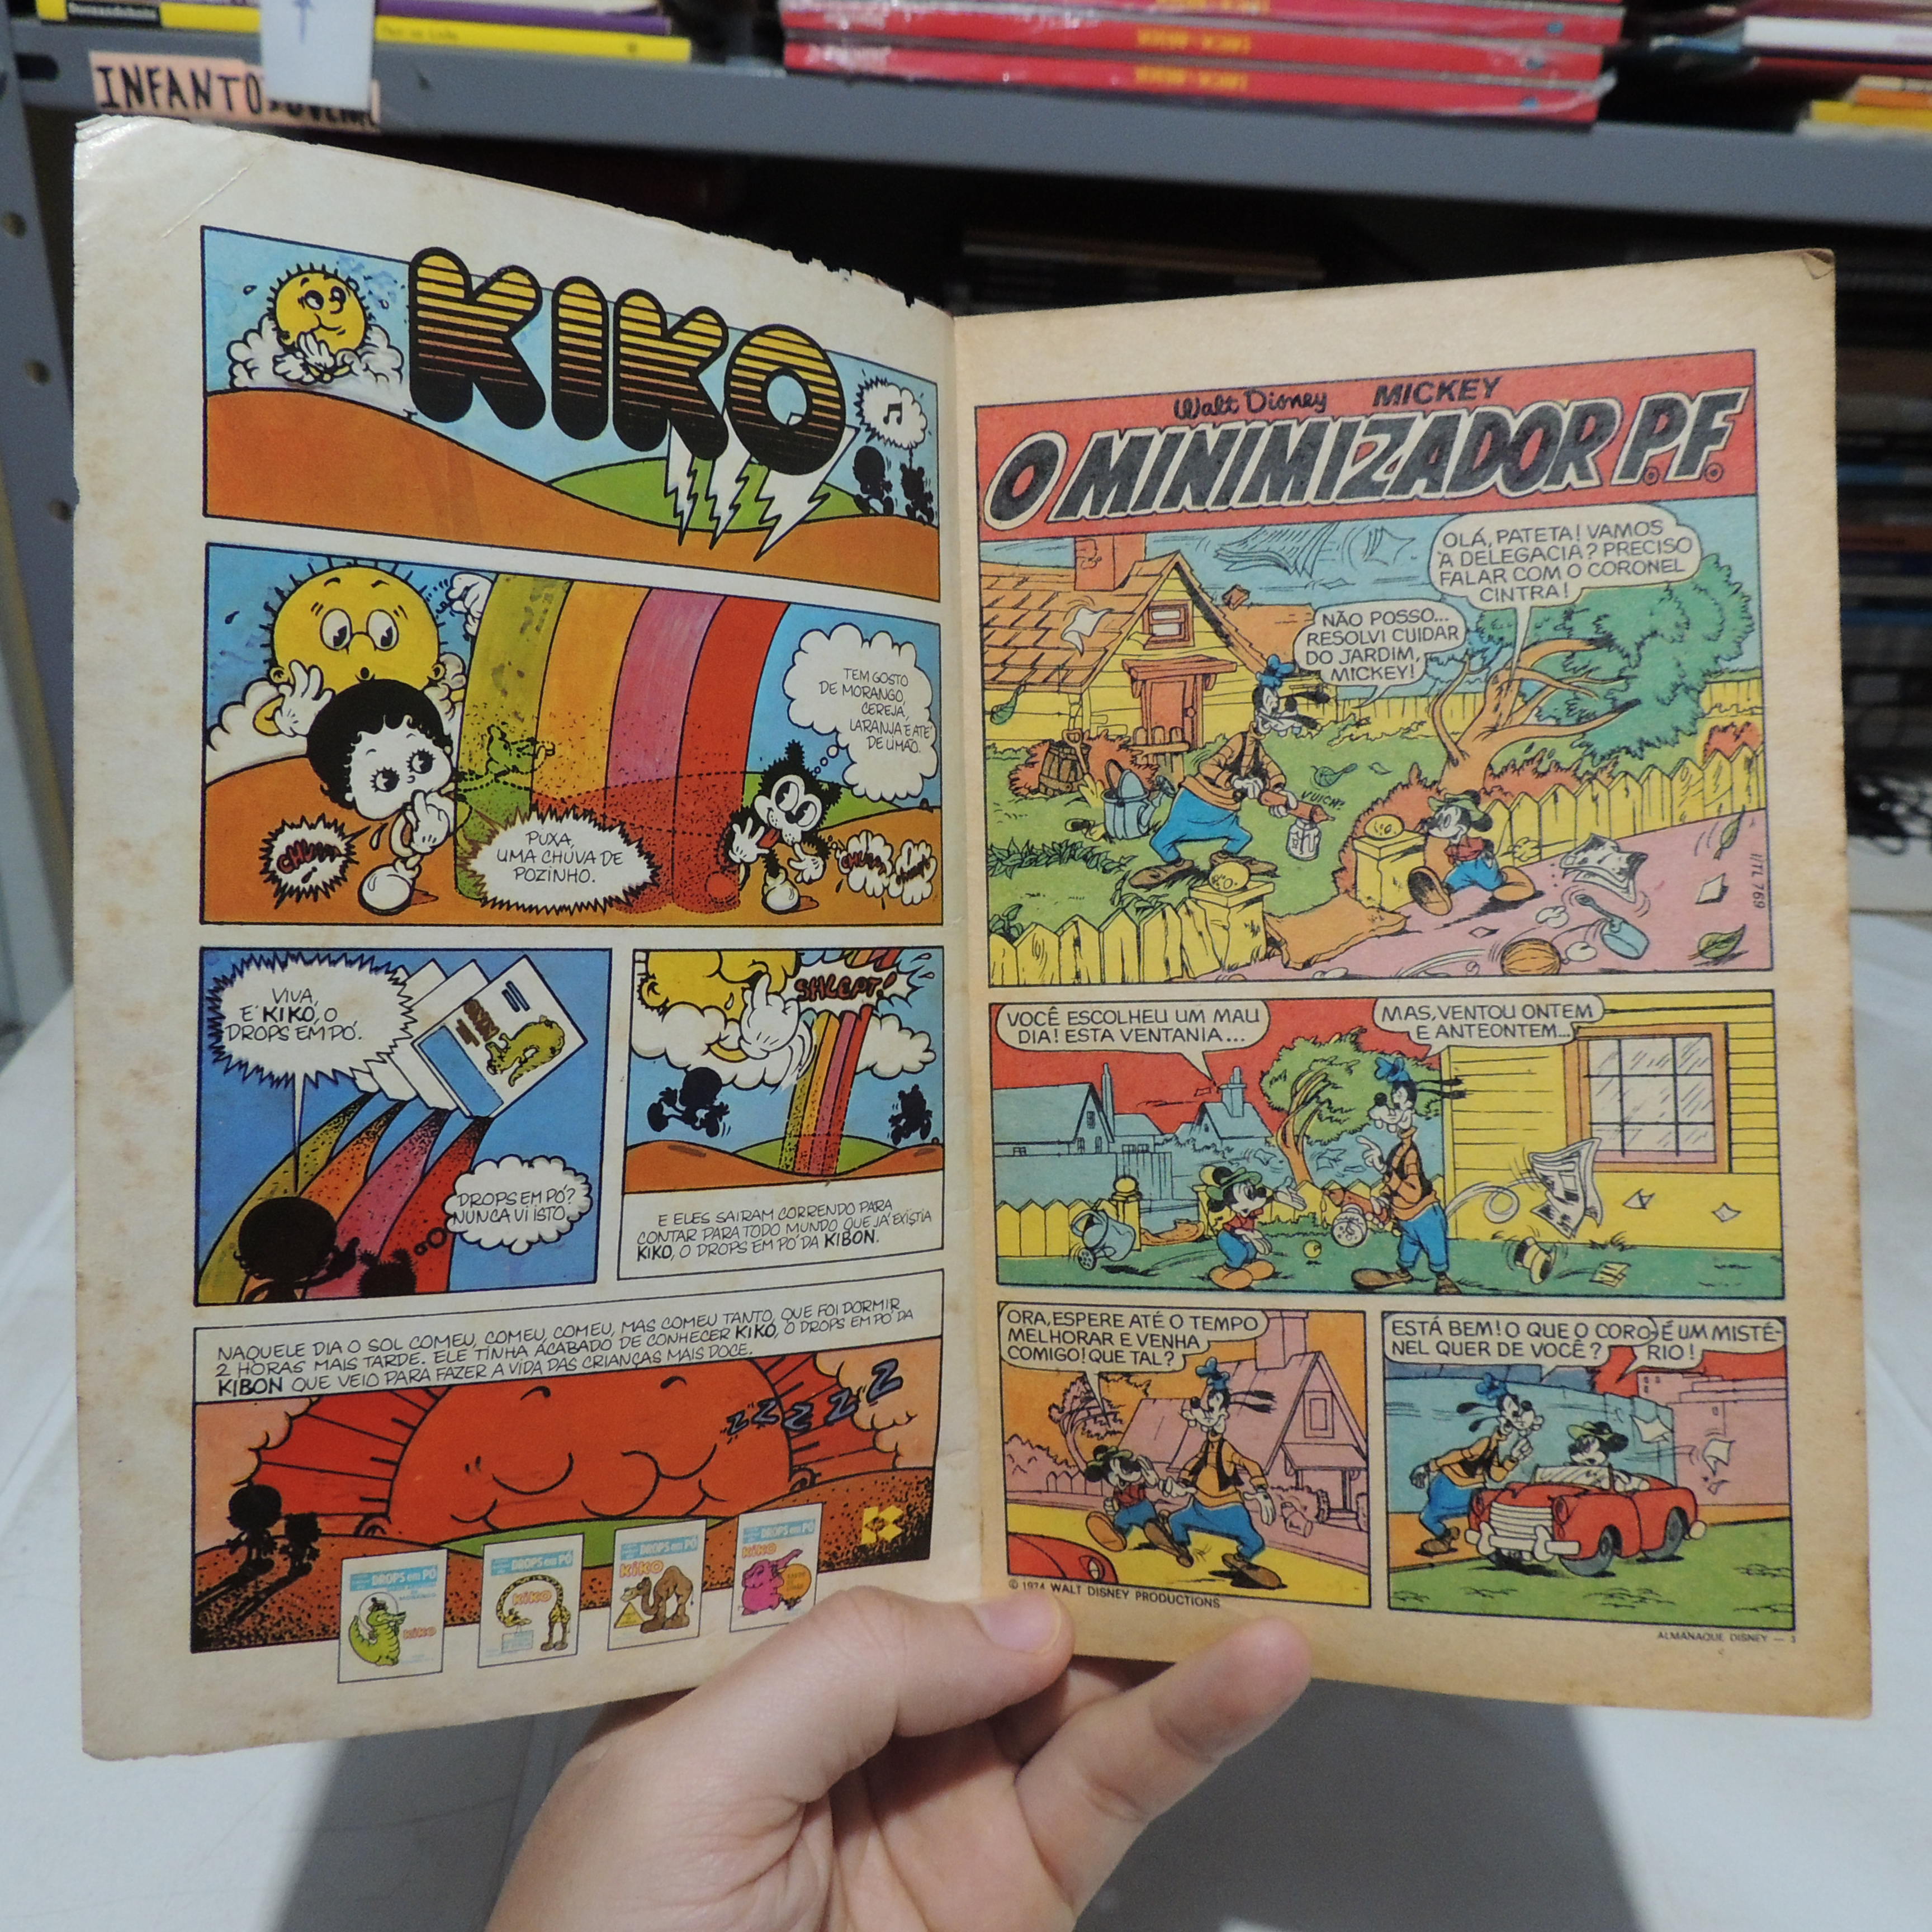 INFANTO
KIKO
TEM GOSTO
DE MORANGO,
CEREJA,
LARANJA E ATÉ
DE LIMÃO.
PUXA,
UMA CHUVA DE
POZINHO.
VIVA,
É KIKO, O
DROPS EM PÓ.
DROPS EM PÓ?
NUNCA VI ISTO.
SHLEPT!
E ELES SAIRAM CORRENDO PARA
CONTAR PARA TODO MUNDO QUE JÁ EXISTIA
KIKO, O DROPS EM PÓ DA KIBON.
NAQUELE DIA O SOL COMEU, COMEU, COMEU, MAS COMEU TANTO, QUE FOI DORMIR
2 HORAS MAIS TARDE. ELE TINHA ACABADO DE CONHECER KIKO, O DROPS EM PÓ DA
KIBON QUE VEIO PARA FAZER A VIDA DAS CRIANÇAS MAIS DOCE.
Z Z Z Z Z
DROPS EM PÓ
KIKO
DROPS EM PÓ
KIKO
DROPS EM PÓ
KIKO
DROPS EM PÓ
KIKO
Walt Disney MICKEY
O MINIMIZADOR P.F.
OLÁ, PATETA! VAMOS
À DELEGACIA? PRECISO
FALAR COM O CORONEL
CINTRA!
NÃO POSSO...
RESOLVI CUIDAR
DO JARDIM,
MICKEY!
VOCÊ ESCOLHEU UM MAU
DIA! ESTA VENTANIA...
MAS, VENTOU ONTEM
E ANTEONTEM...
ORA, ESPERE ATÉ O TEMPO
MELHORAR E VENHA
COMIGO! QUE TAL?
ESTÁ BEM! O QUE O CORO-
NEL QUER DE VOCÊ?
É UM MISTÉ-
RIO!
© 1974 WALT DISNEY PRODUCTIONS
ALMANAQUE DISNEY — 3